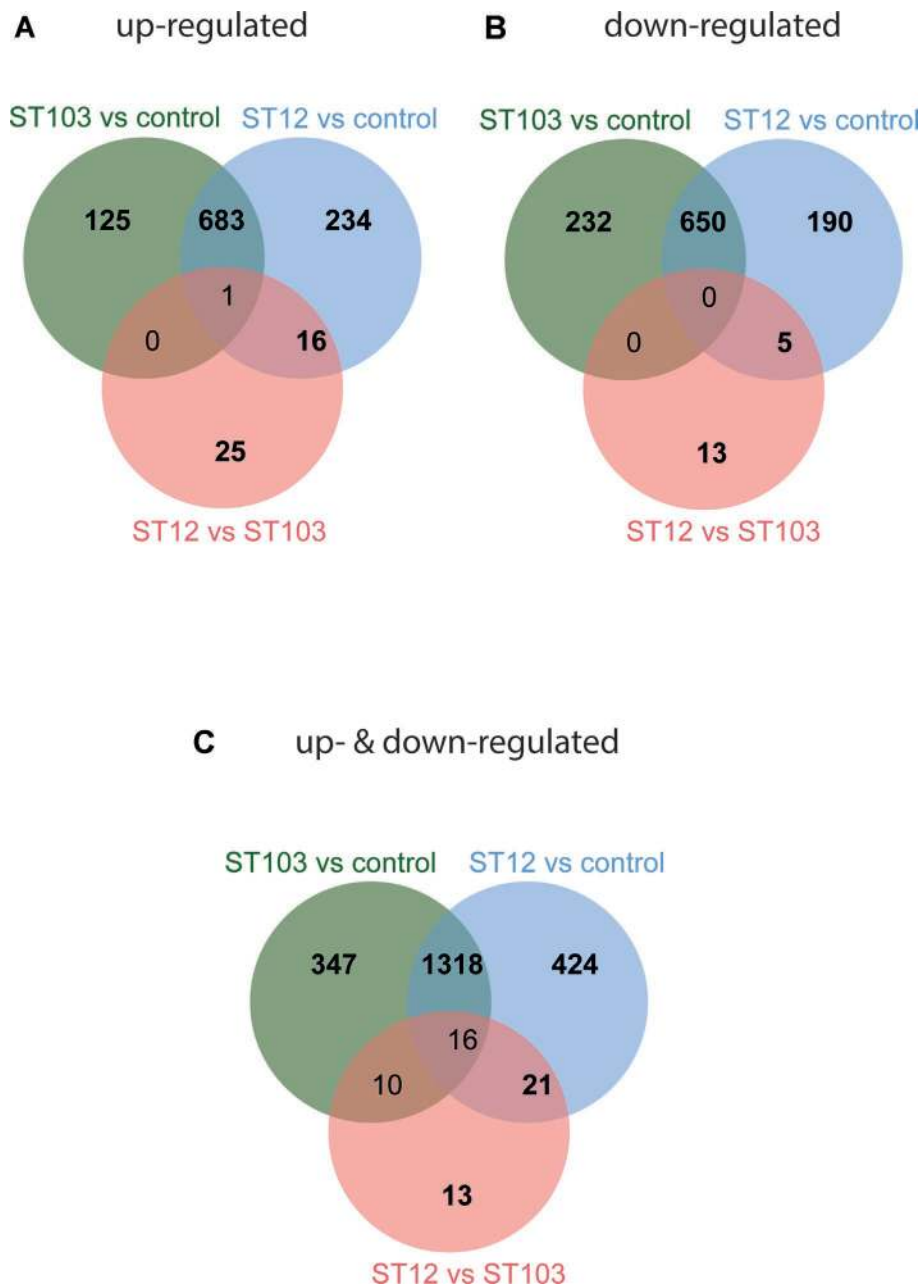 A up-regulated
B down-regulated
ST103 vs control ST12 vs control
125 683 234
1
0 16
25
ST12 vs ST103
ST103 vs control ST12 vs control
232 650 190
0
0 5
13
ST12 vs ST103
C up- & down-regulated
ST103 vs control ST12 vs control
347 1318 424
16
10 21
13
ST12 vs ST103